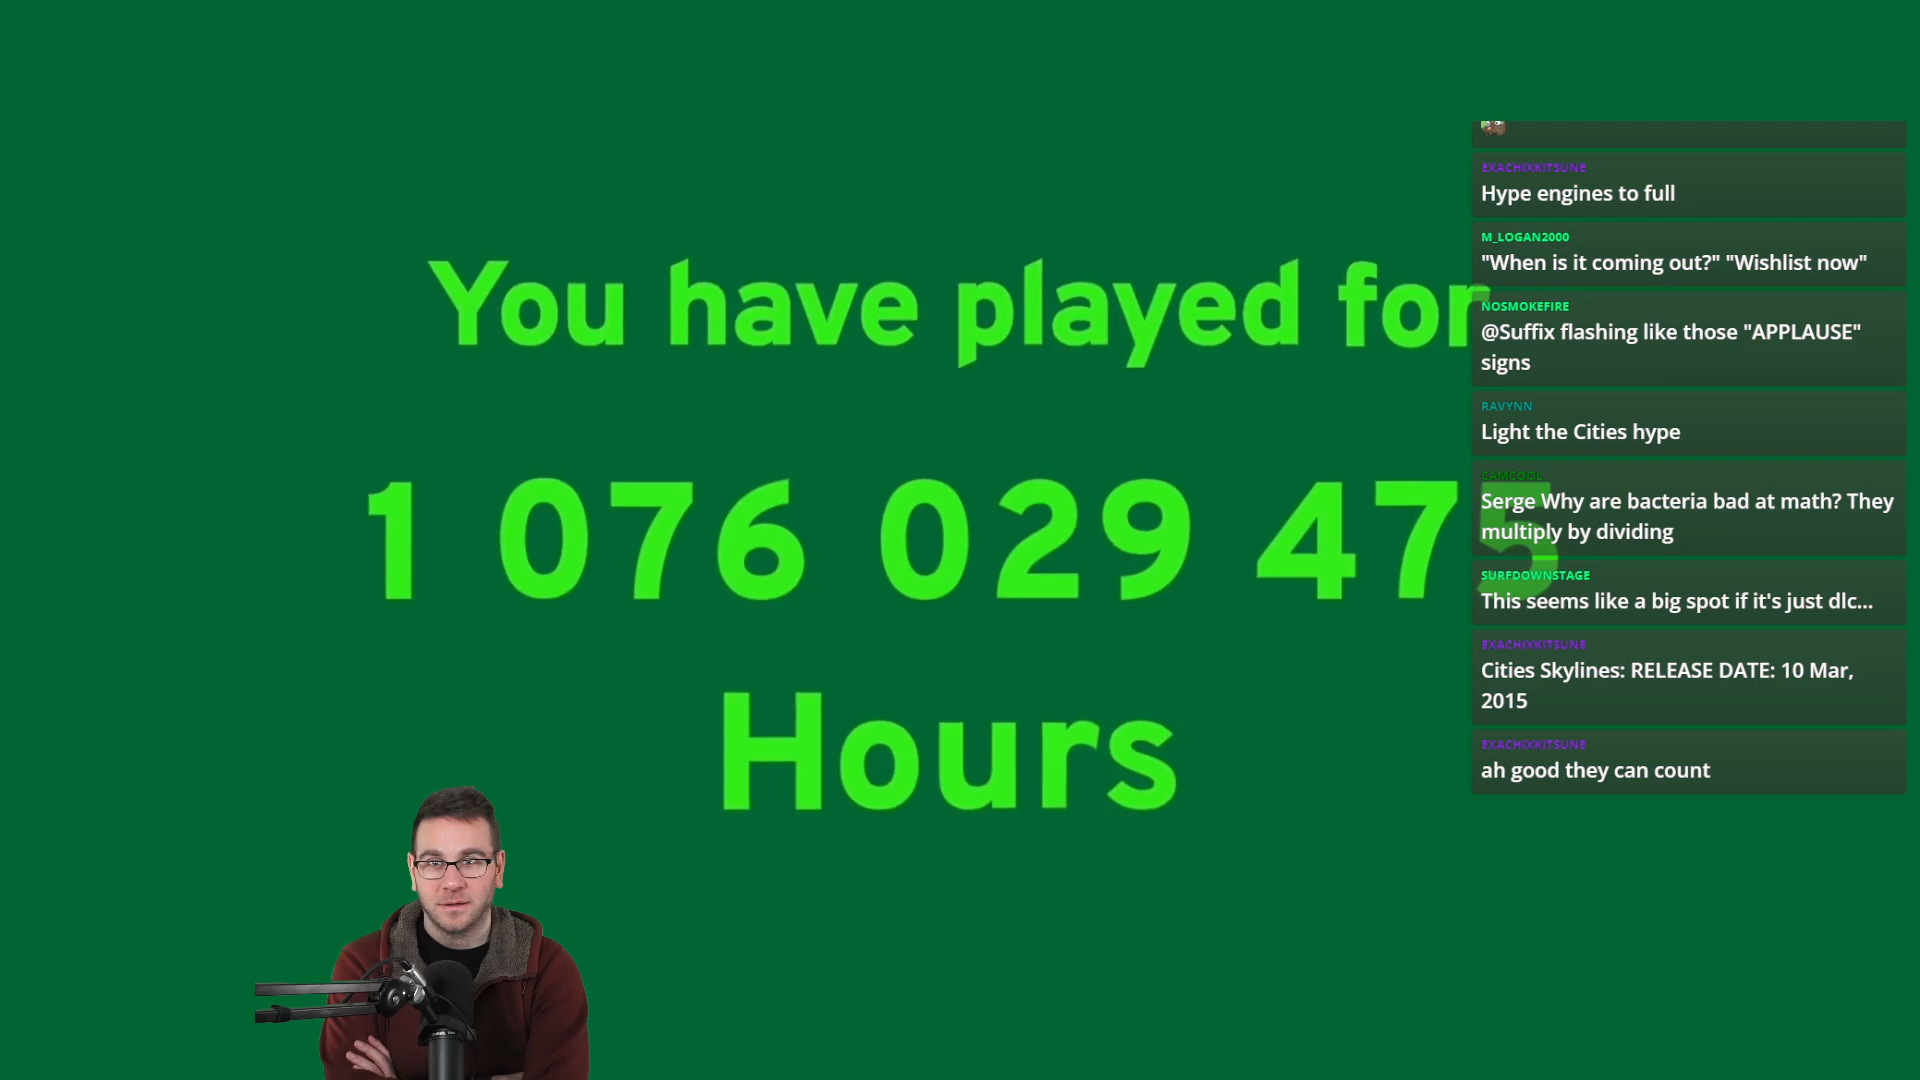 You have played for
1 076 029 475
Hours
EXACHIXKITSUNE
Hype engines to full
M_LOGAN2000
"When is it coming out?" "Wishlist now"
NOSMOKEFIRE
@Suffix flashing like those "APPLAUSE"
signs
RAVYNN
Light the Cities hype
CAMCOOL
Serge Why are bacteria bad at math? They
multiply by dividing
SURFDOWNSTAGE
This seems like a big spot if it's just dlc...
EXACHIXKITSUNE
Cities Skylines: RELEASE DATE: 10 Mar,
2015
EXACHIXKITSUNE
ah good they can count